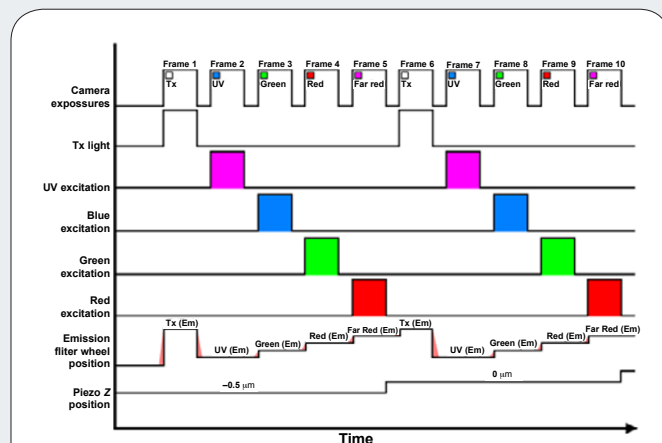 Frame 1 Frame 2 Frame 3 Frame 4 Frame 5 Frame 6 Frame 7 Frame 8 Frame 9 Frame 10
Tx UV Green Red Far red Tx UV Green Red Far red
Camera
expossures
Tx light
UV excitation
Blue
excitation
Green
excitation
Red
excitation
Emission
fliter wheel
position
Tx (Em) UV (Em) Green (Em) Red (Em) Far Red (Em) Tx (Em) UV (Em) Green (Em) Red (Em) Far Red (Em)
Piezo Z
position
–0.5 μm 0 μm
Time